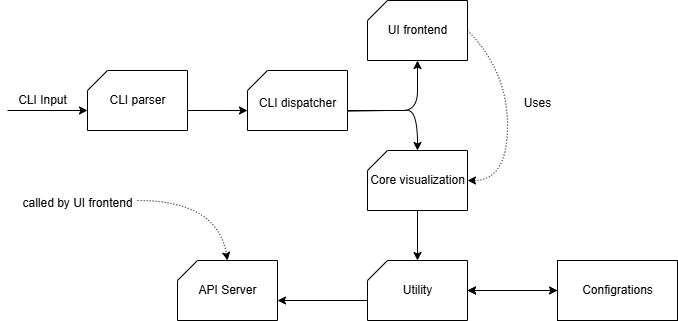 UI frontend
CLI Input
CLI parser
CLI dispatcher
Uses
Core visualization
called by UI frontend
API Server
Utility
Configrations